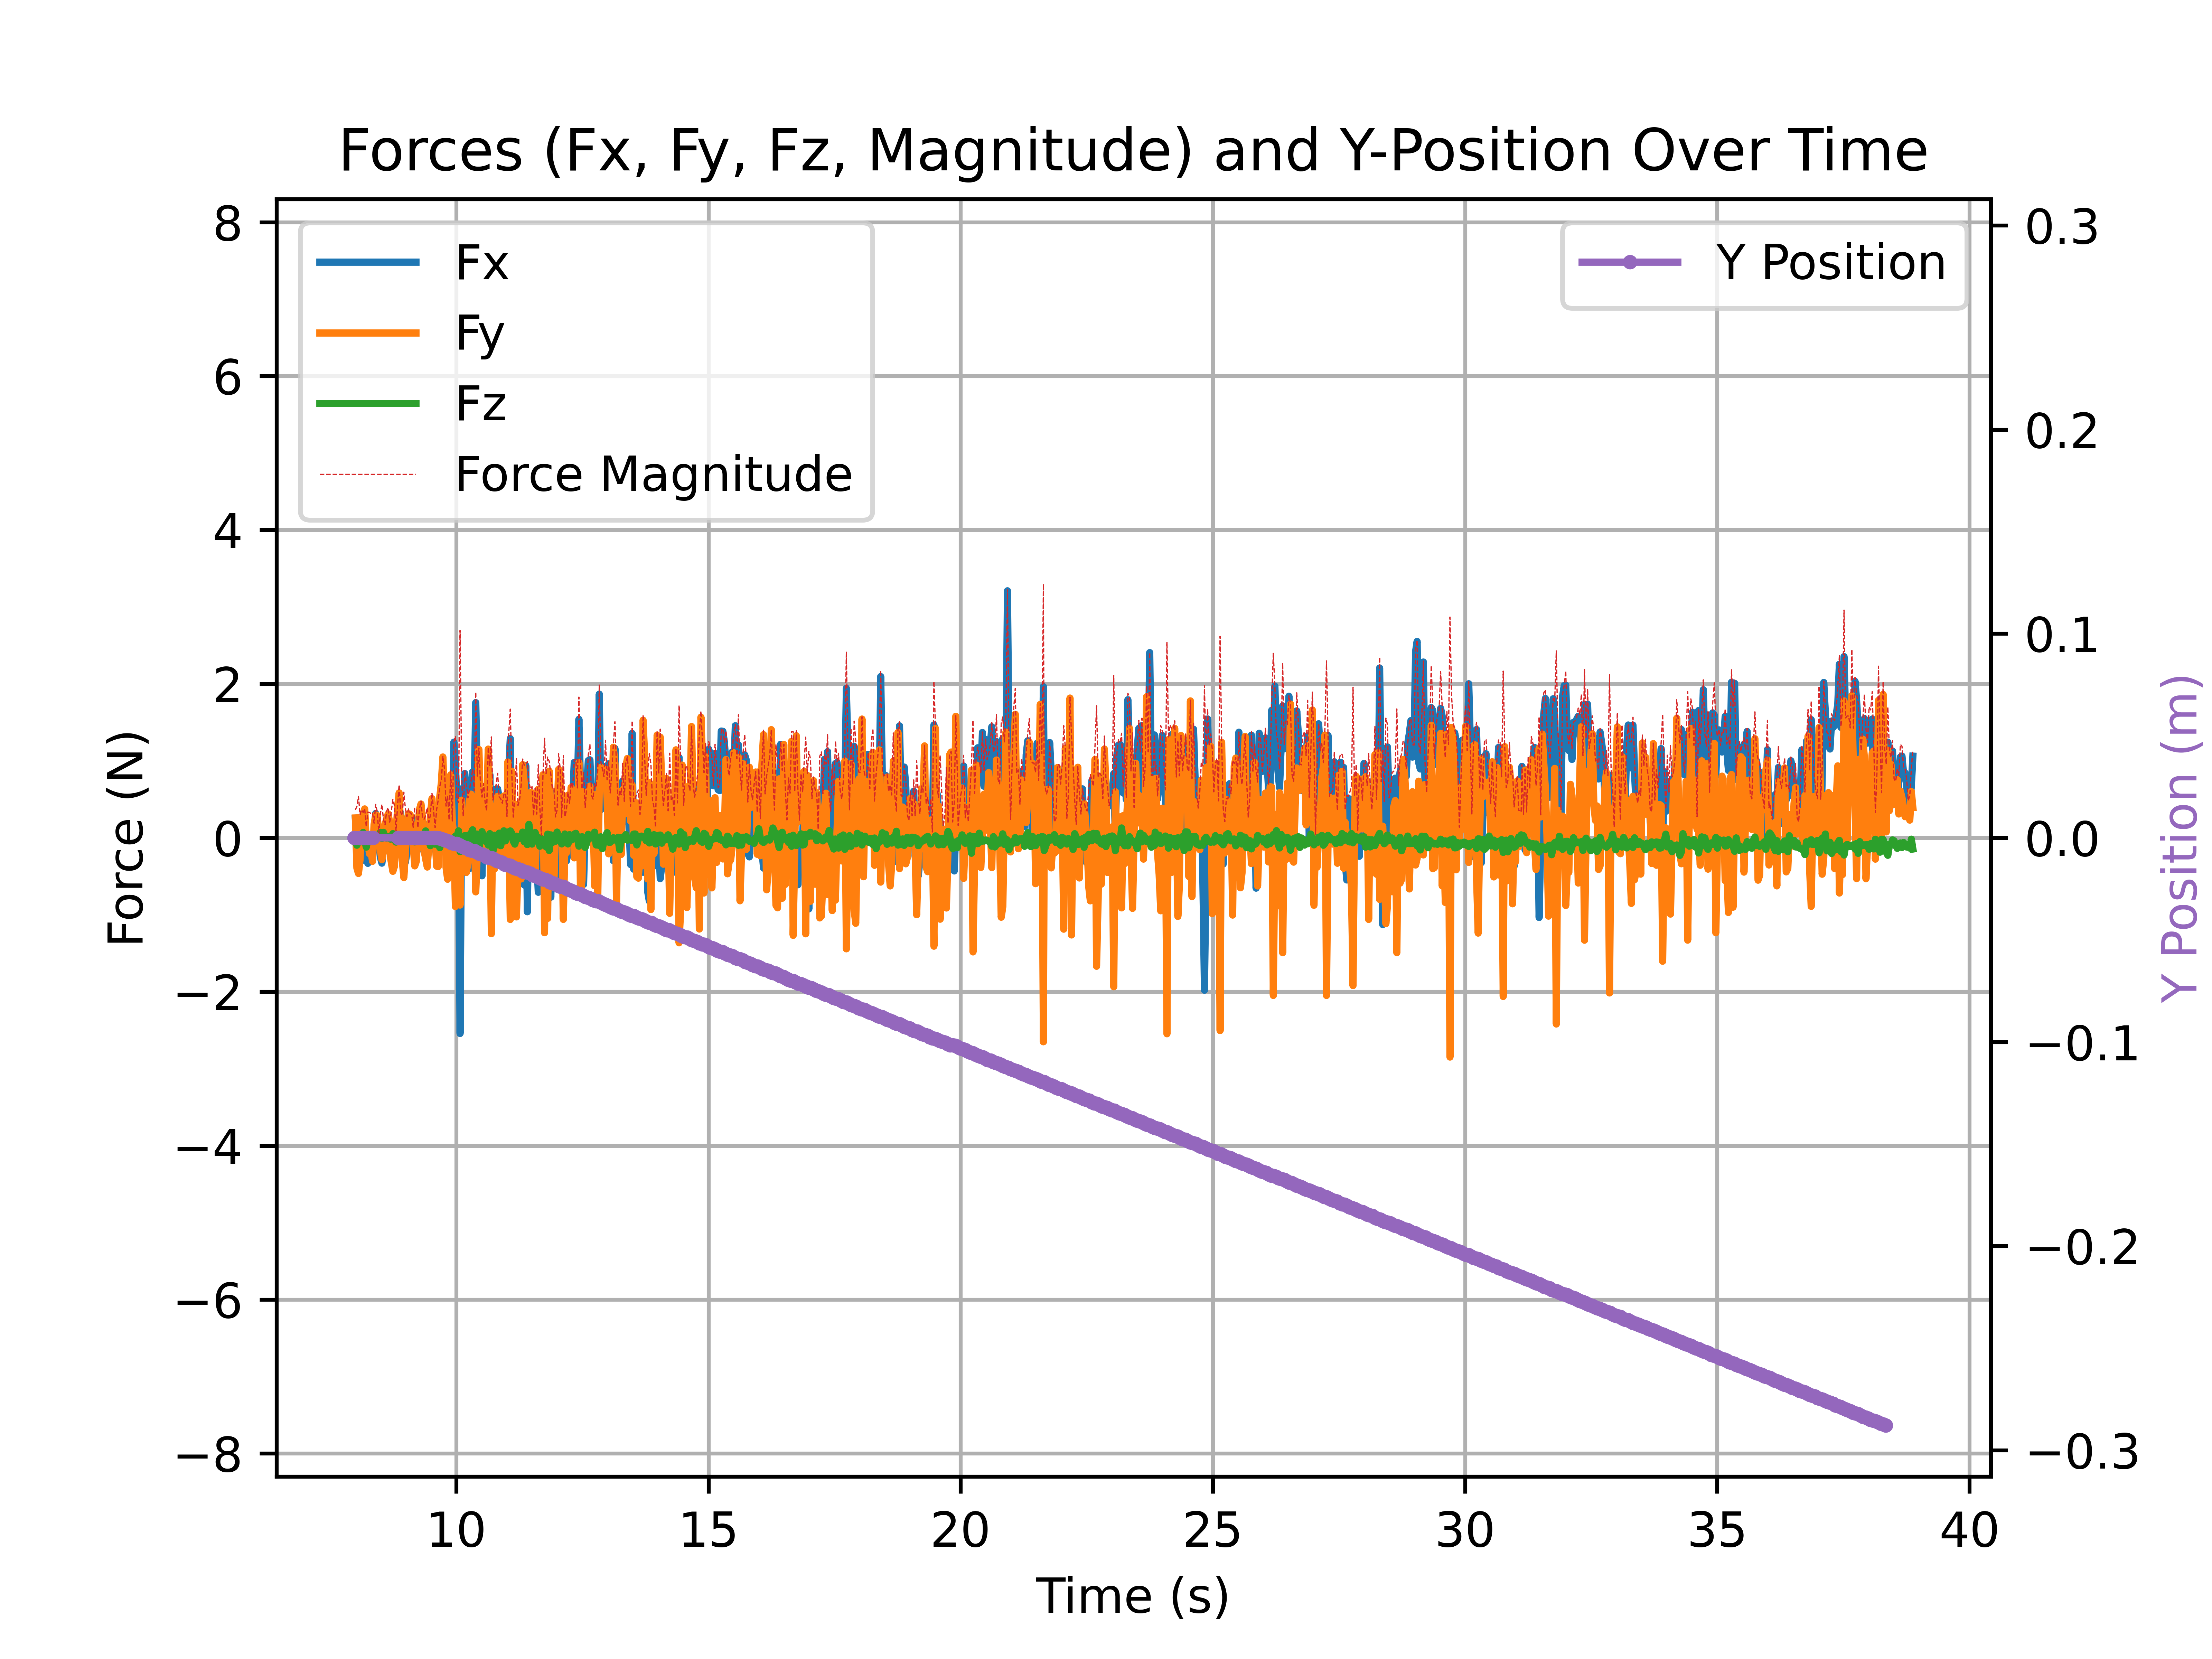 Forces (Fx, Fy, Fz, Magnitude) and Y-Position Over Time
Fx
Fy
Fz
Force Magnitude
Y Position
Force (N)
8
6
4
2
0
−2
−4
−6
−8
0.3
0.2
0.1
0.0
−0.1
−0.2
−0.3
Y Position (m)
10
15
20
25
30
35
40
Time (s)